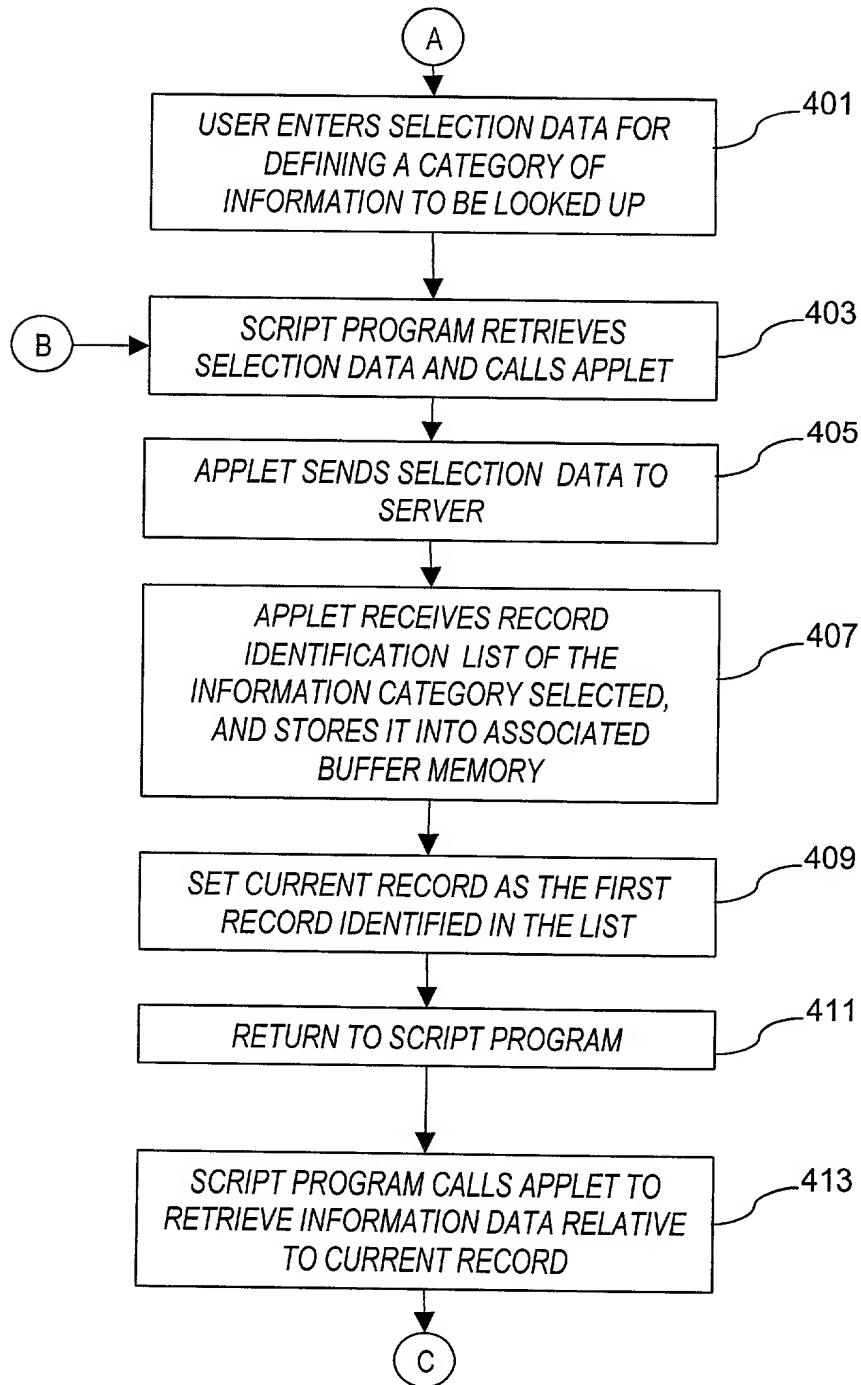 A
401
USER ENTERS SELECTION DATA FOR
DEFINING A CATEGORY OF
INFORMATION TO BE LOOKED UP
403
B
SCRIPT PROGRAM RETRIEVES
SELECTION DATA AND CALLS APPLET
405
APPLET SENDS SELECTION DATA TO
SERVER
407
APPLET RECEIVES RECORD
IDENTIFICATION LIST OF THE
INFORMATION CATEGORY SELECTED,
AND STORES IT INTO ASSOCIATED
BUFFER MEMORY
409
SET CURRENT RECORD AS THE FIRST
RECORD IDENTIFIED IN THE LIST
411
RETURN TO SCRIPT PROGRAM
413
SCRIPT PROGRAM CALLS APPLET TO
RETRIEVE INFORMATION DATA RELATIVE
TO CURRENT RECORD
C